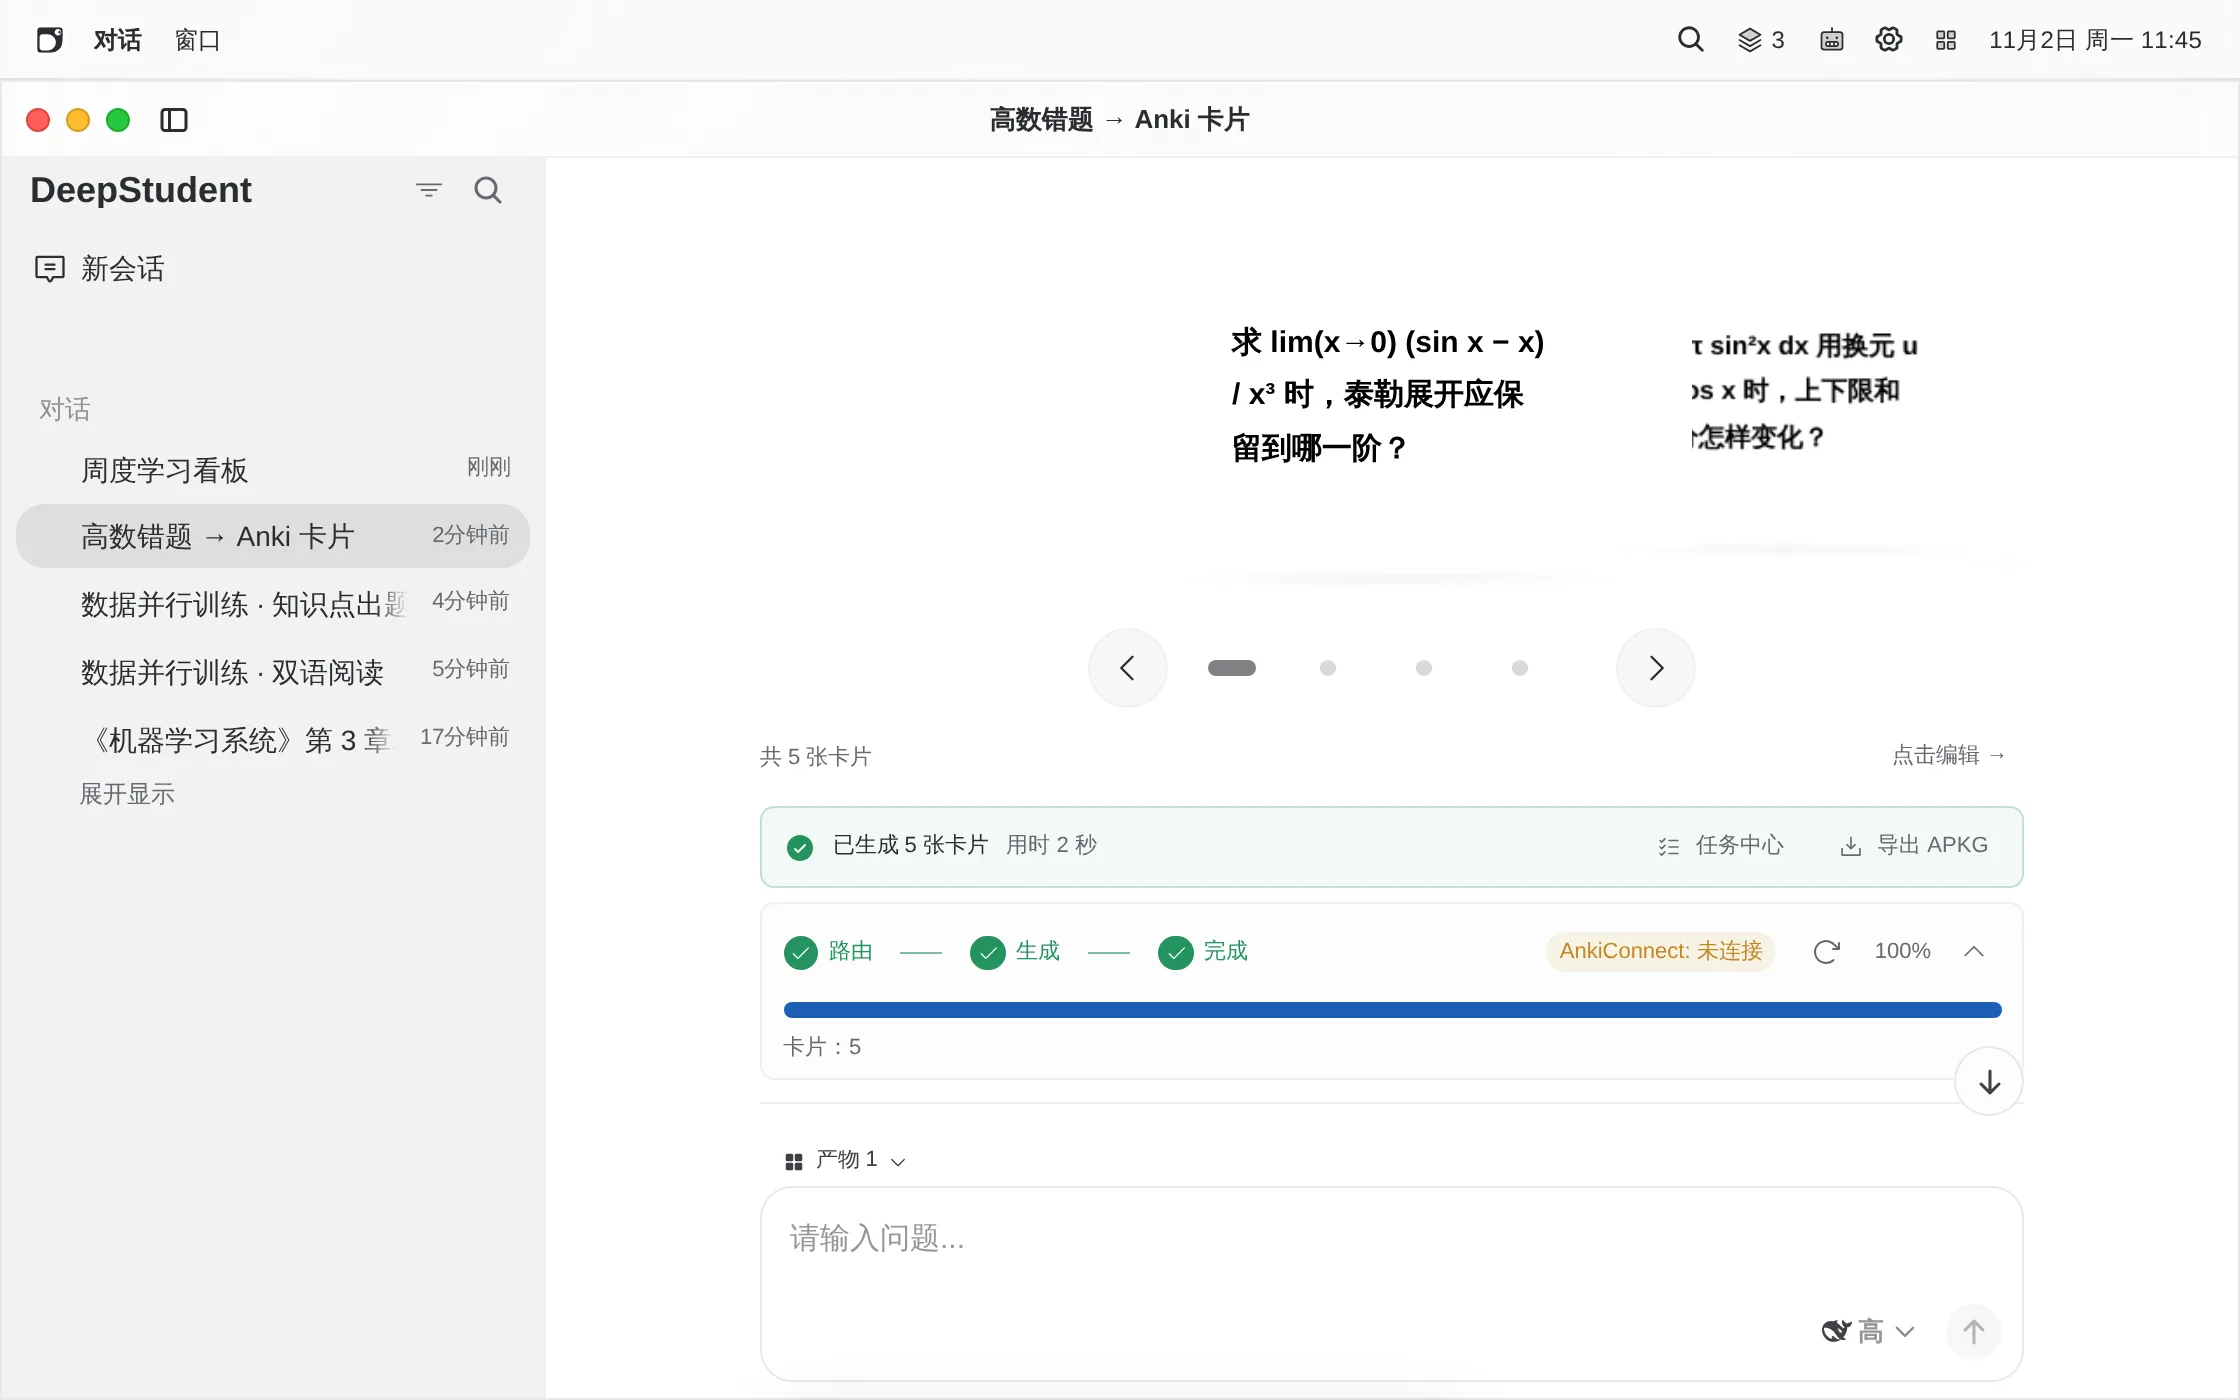 对话 窗口 3 11月2日 周一 11:45
高数错题 → Anki 卡片
DeepStudent
新会话
对话
周度学习看板 刚刚
高数错题 → Anki 卡片 2分钟前
数据并行训练 · 知识点出题 4分钟前
数据并行训练 · 双语阅读 5分钟前
《机器学习系统》第 3 章 17分钟前
展开显示
求 lim(x→0) (sin x − x)
/ x³ 时，泰勒展开应保
留到哪一阶？
sin²x dx 用换元 u
os x 时，上下限和
怎样变化？
共 5 张卡片 点击编辑 →
已生成 5 张卡片 用时 2 秒 任务中心 导出 APKG
路由 生成 完成 AnkiConnect: 未连接 100%
卡片：5
产物 1
请输入问题...
高